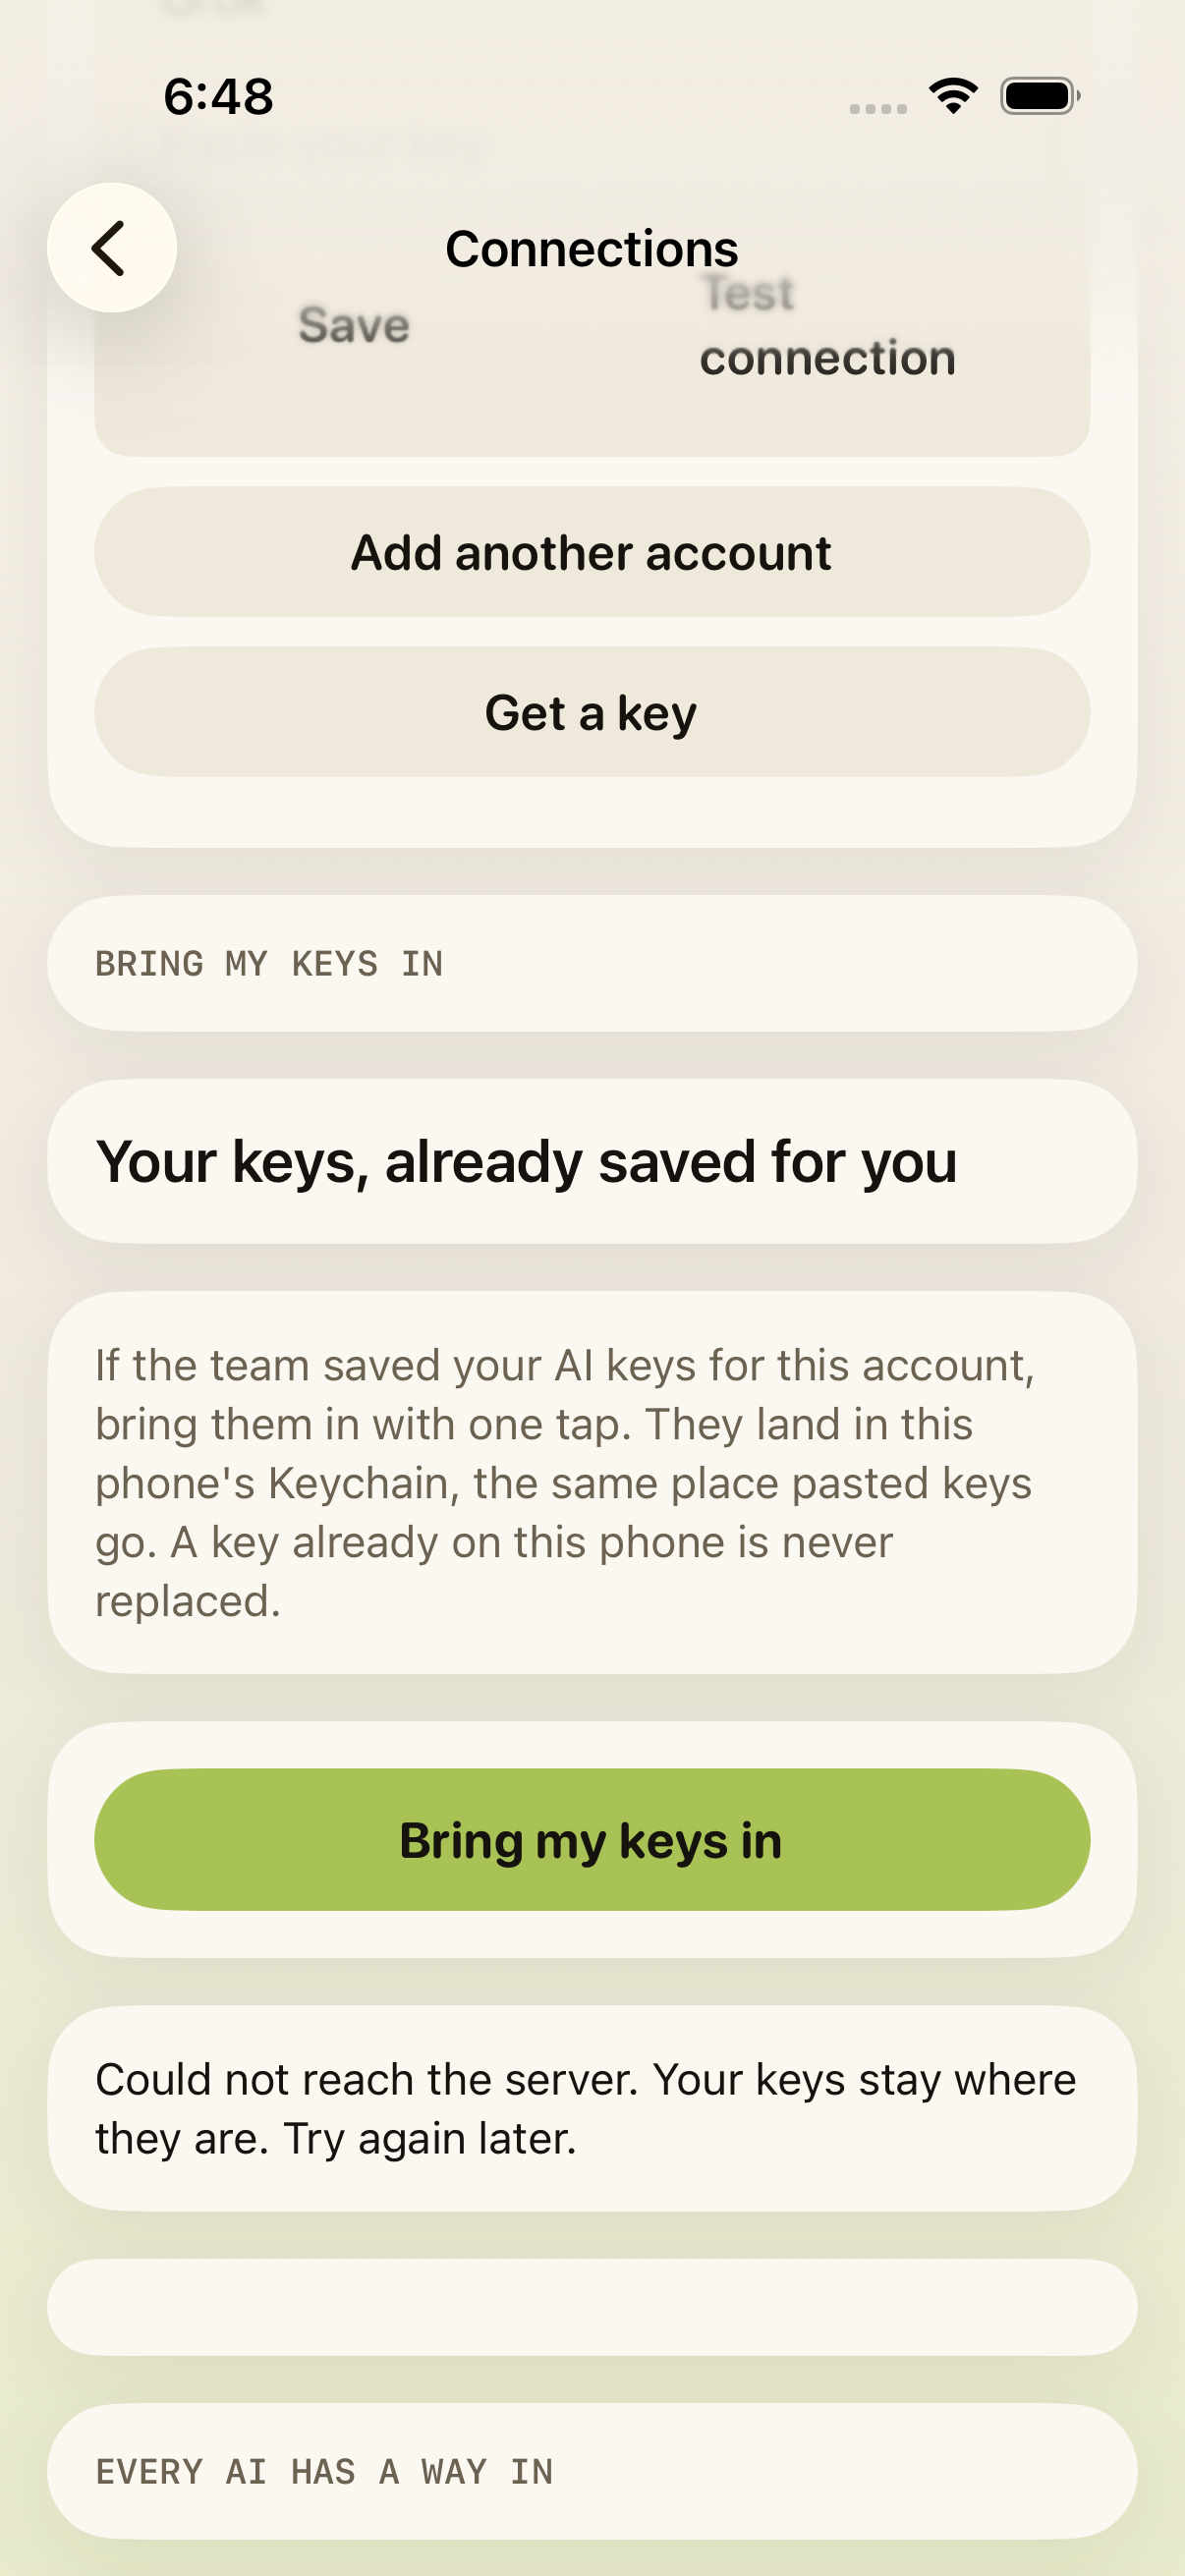 6:48
Paste your key
Connections
Save
Test
connection
Add another account
Get a key
BRING MY KEYS IN
Your keys, already saved for you
If the team saved your AI keys for this account,
bring them in with one tap. They land in this
phone's Keychain, the same place pasted keys
go. A key already on this phone is never
replaced.
Bring my keys in
Could not reach the server. Your keys stay where
they are. Try again later.
EVERY AI HAS A WAY IN